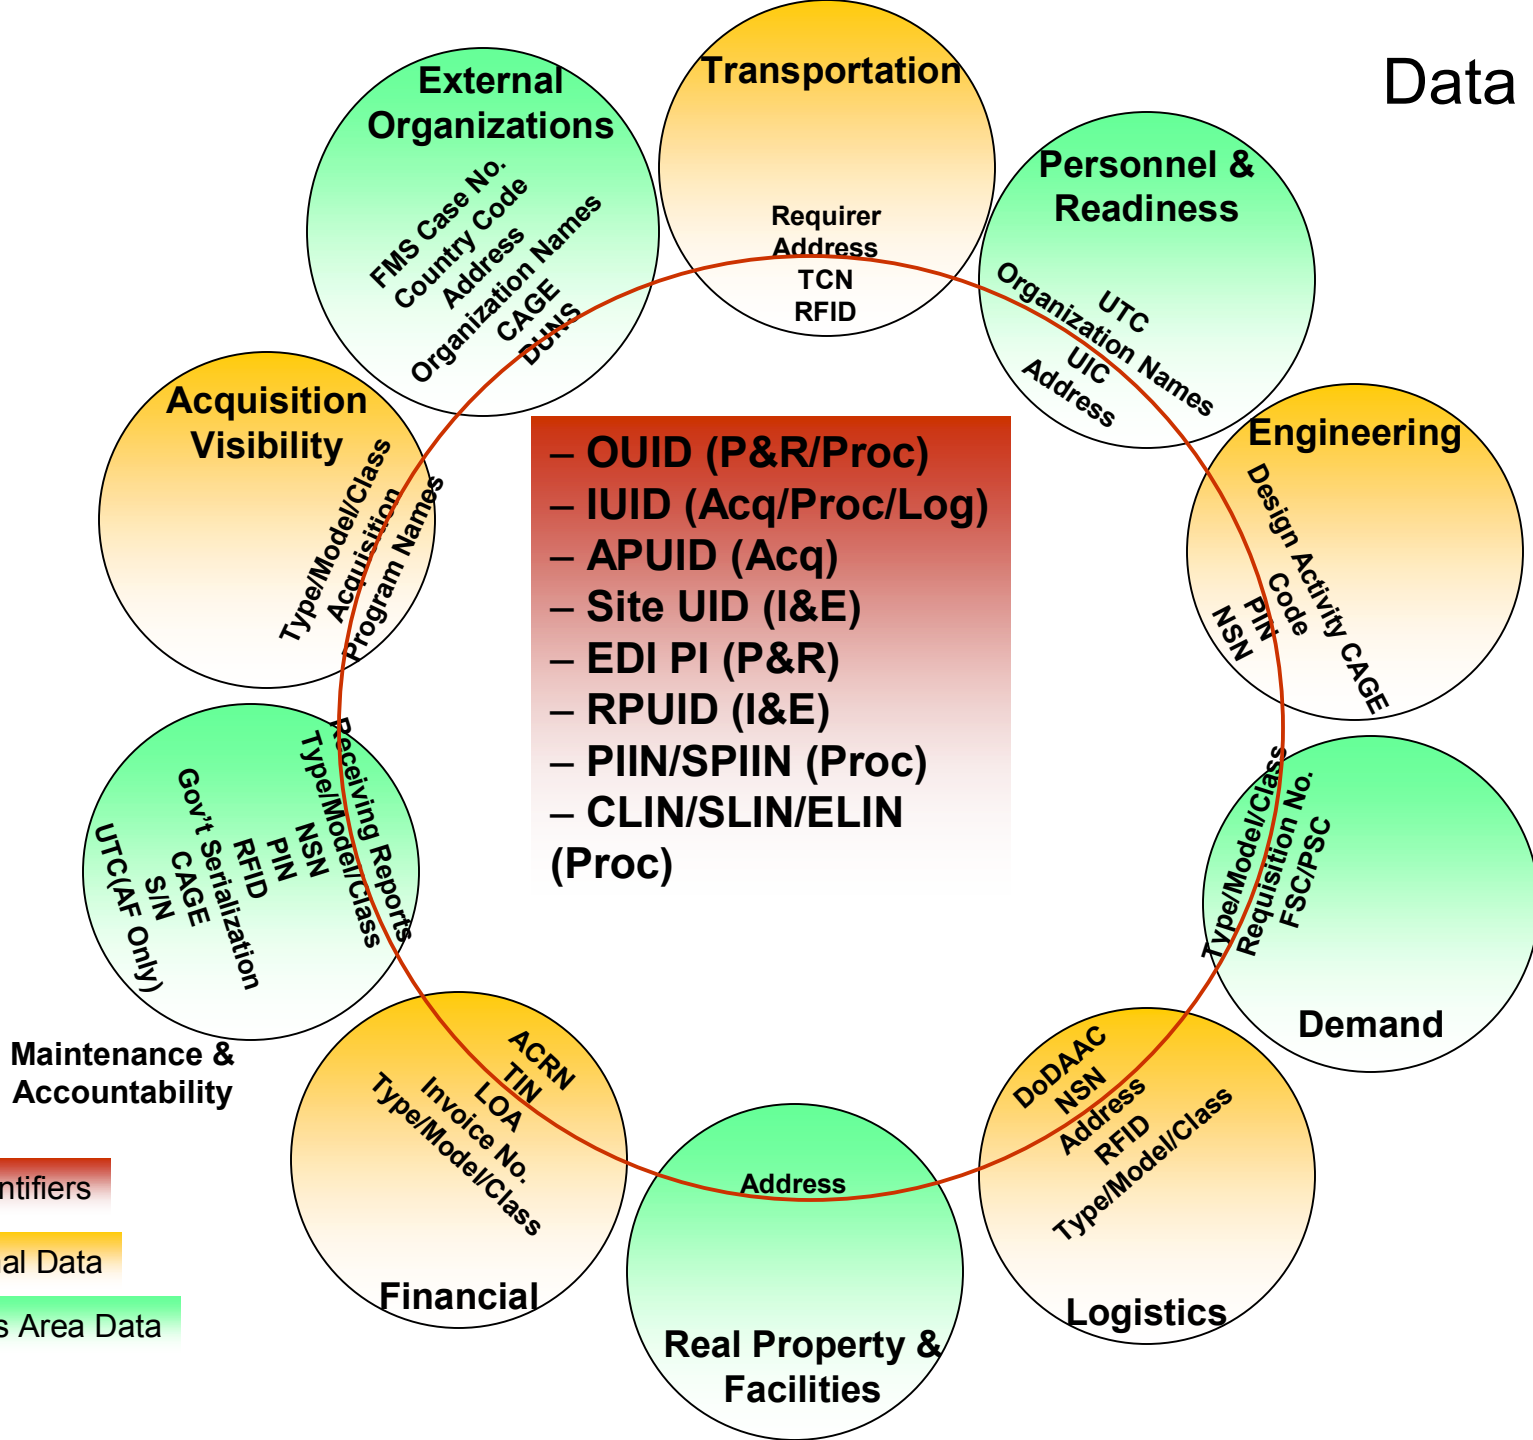 Data
Transportation
Requirer
Address
TCN
RFID
External
Organizations
FMS Case No.
Country Code
Address
Organization Names
CAGE
DUNS
Personnel &
Readiness
UTC
Organization Names
UIC
Address
Acquisition
Visibility
Type/Model/Class
Acquisition
Program Names
Engineering
Design Activity CAGE
Code
PIN
NSN
– OUID (P&R/Proc)
– IUID (Acq/Proc/Log)
– APUID (Acq)
– Site UID (I&E)
– EDI PI (P&R)
– RPUID (I&E)
– PIIN/SPIIN (Proc)
– CLIN/SLIN/ELIN
(Proc)
Receiving Reports
Type/Model/Class
NSN
PIN
RFID
Gov't Serialization
CAGE
S/N
UTC(AF Only)
Maintenance &
Accountability
Type/Model/Class
Requisition No.
FSC/PSC
Demand
ACRN
TIN
LOA
Invoice No.
Type/Model/Class
Financial
Address
Real Property &
Facilities
DoDAAC
NSN
Address
RFID
Type/Model/Class
Logistics
ntifiers
al Data
s Area Data